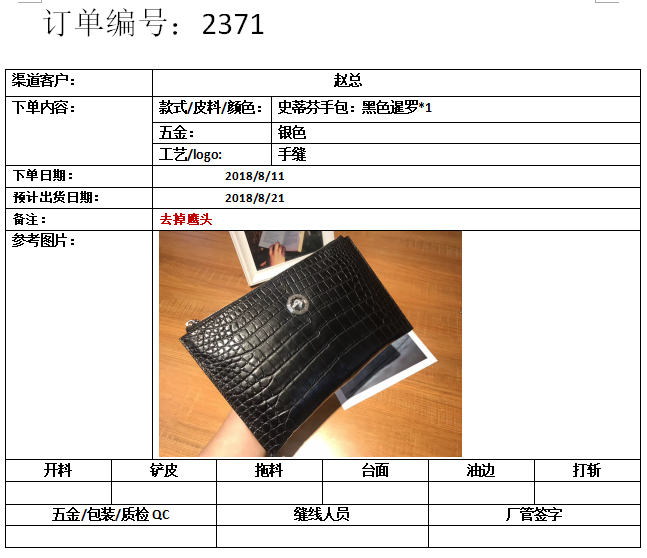 订单编号：2371
渠道客户： 赵总
下单内容： 款式/皮料/颜色： 史蒂芬手包：黑色暹罗*1
五金： 银色
工艺/logo: 手缝
下单日期： 2018/8/11
预计出货日期： 2018/8/21
备注： 去掉鹰头
参考图片：
开料 铲皮 拖料 台面 油边 打斩
五金/包装/质检 QC 缝线人员 厂管签字